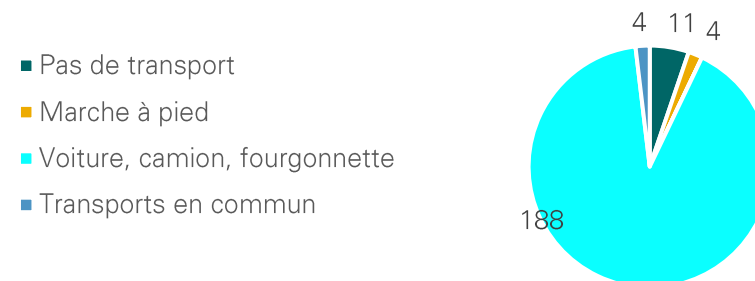 4 11 4
Pas de transport
Marche à pied
Voiture, camion, fourgonnette
Transports en commun
188